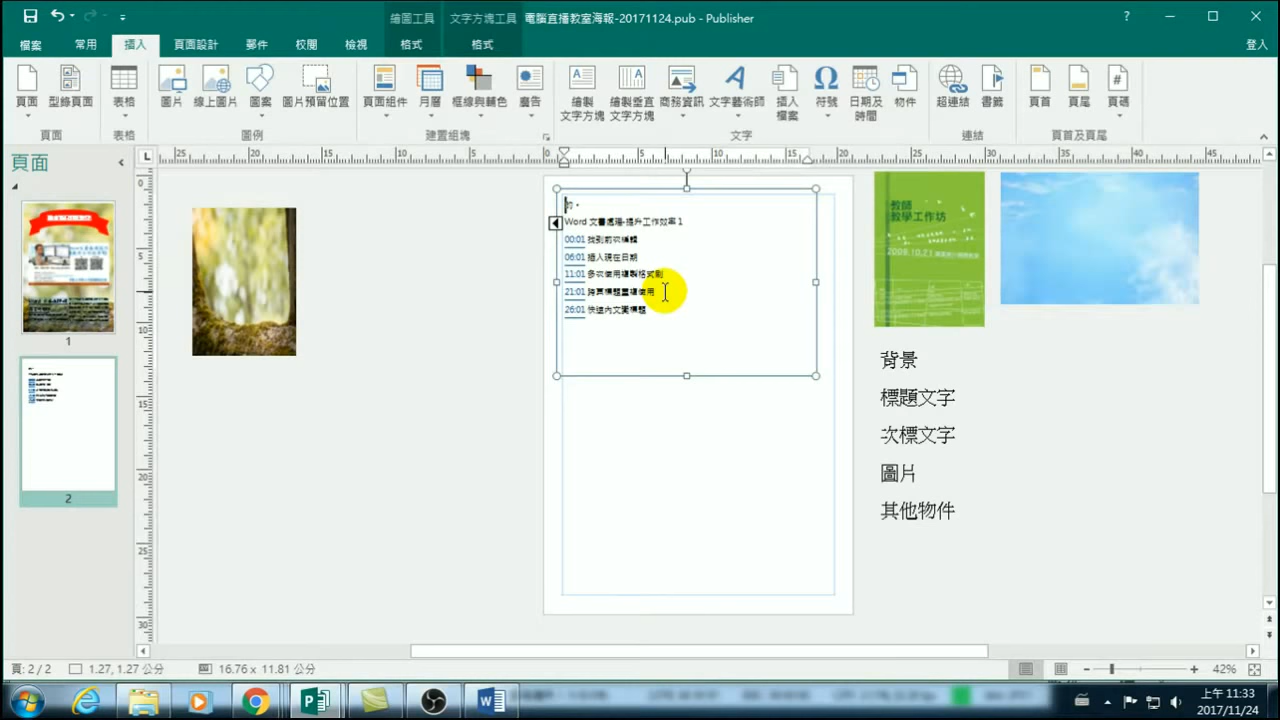 繪圖工具 文字方塊工具 電腦直播教室海報-20171124.pub - Publisher
檔案 常用 插入 頁面設計 郵件 校閱 檢視 格式 格式 登入
頁面 型錄頁面 表格 圖片 線上圖片 圖案 圖片預留位置 頁面組件 月曆 框線與輔色 廣告 繪製文字方塊 繪製垂直文字方塊 商務資訊 文字藝術師 插入檔案 符號 日期及時間 物件 超連結 書籤 頁首 頁尾 頁碼
頁面 表格 圖例 建置組塊 文字 連結 頁首及頁尾
頁面
1
2
的。
Word 文書處理-提升工作效率1
00:01 找到前次標題
06:01 插入現在日期
11:01 多次使用複製格式刷
21:01 跨頁標題重複使用
26:01 快速內文變標題
教師
教學工作坊
2009.10.21
背景
標題文字
次標文字
圖片
其他物件
頁: 2 / 2 1.27, 1.27 公分 16.76 x 11.81 公分 42%
上午 11:33
2017/11/24